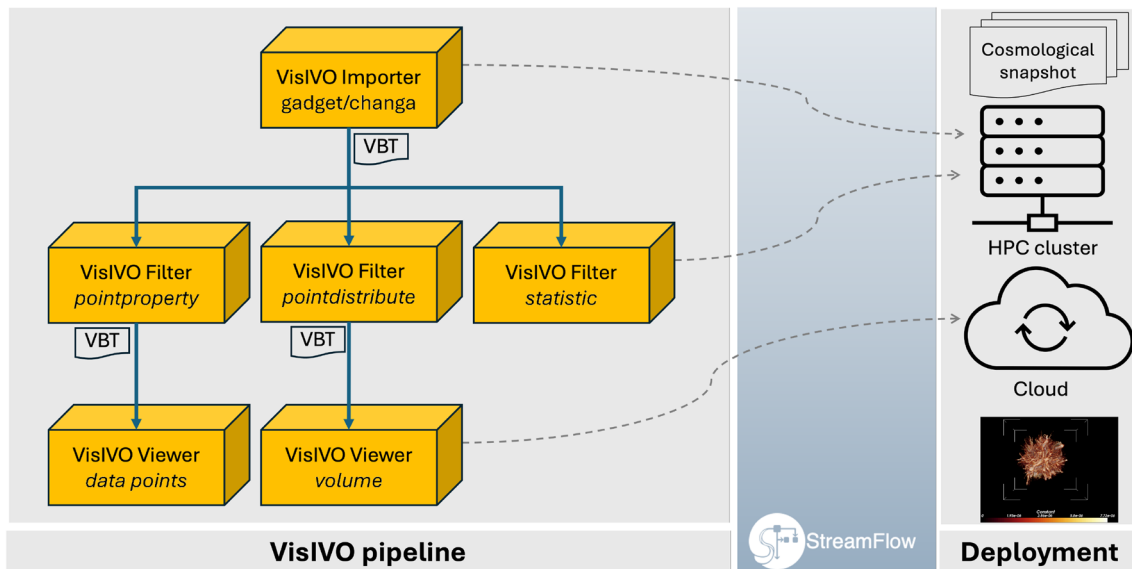 VisIVO Importer
gadget/changa
VBT
VisIVO Filter
pointproperty
VisIVO Filter
pointdistribute
VisIVO Filter
statistic
VBT
VBT
VisIVO Viewer
data points
VisIVO Viewer
volume
VisIVO pipeline
StreamFlow
Cosmological
snapshot
HPC cluster
Cloud
Constant
Deployment